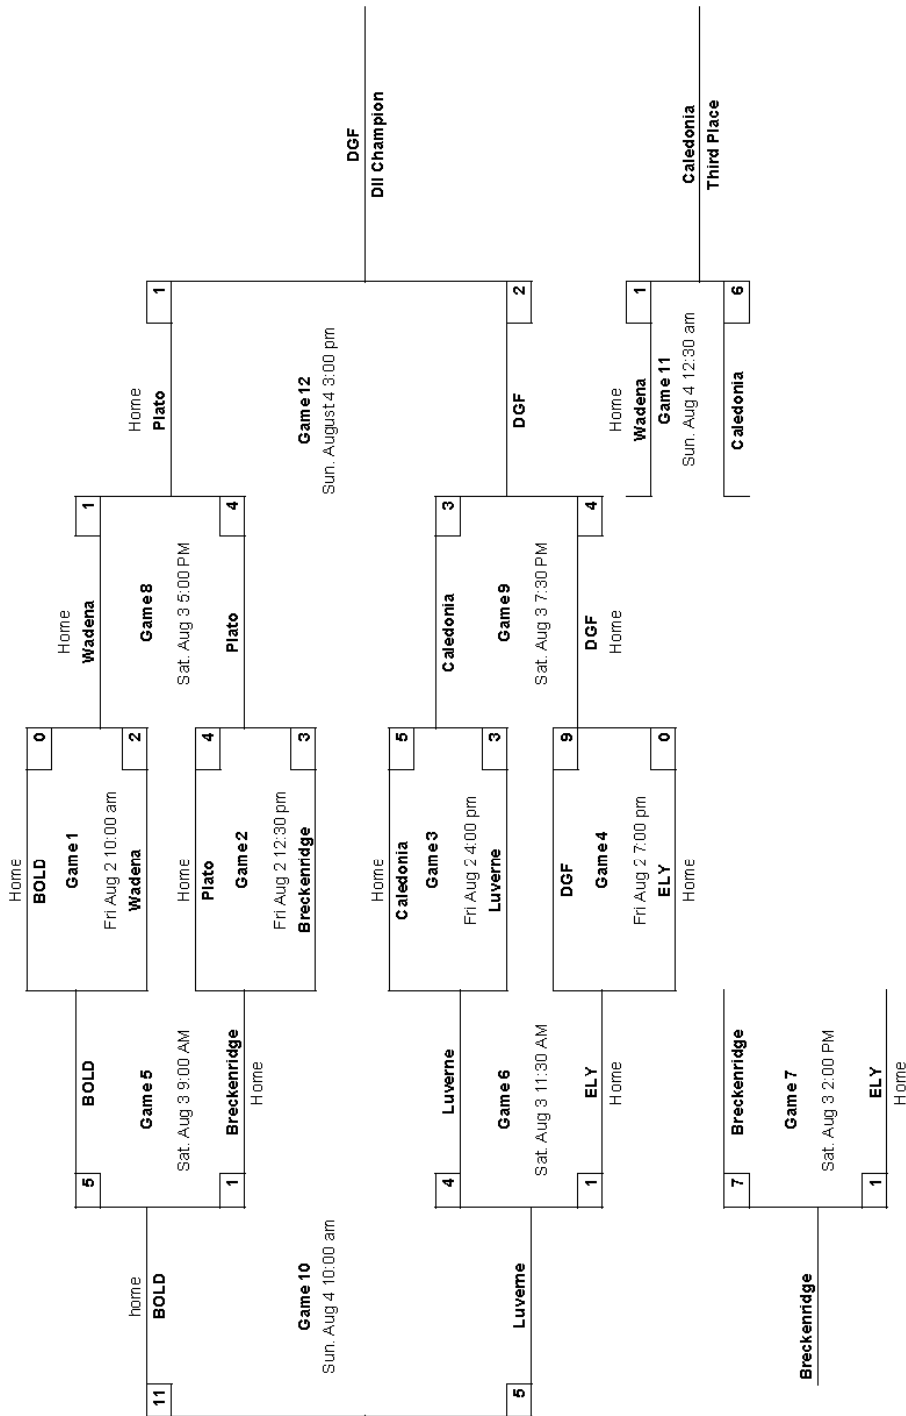 Home
BOLD
0
Game 1
Fri Aug 2 10:00 am
Wadena
2
Home
Plato
4
Game 2
Fri Aug 2 12:30 pm
Breckenridge
3
Home
Caledonia
5
Game 3
Fri Aug 2 4:00 pm
Luverne
3
DGF
9
Game 4
Fri Aug 2 7:00 pm
ELY
0
Home
BOLD
5
Game 5
Sat. Aug 3 9:00 AM
Breckenridge
1
Home
Luverne
4
Game 6
Sat. Aug 3 11:30 AM
ELY
1
Home
Breckenridge
7
Game 7
Sat. Aug 3 2:00 PM
ELY
1
Home
Breckenridge
Home
Wadena
1
Game 8
Sat. Aug 3 5:00 PM
Plato
4
Caledonia
3
Game 9
Sat. Aug 3 7:30 PM
DGF
4
Home
home
BOLD
11
Game 10
Sun. Aug 4 10:00 am
Luverne
5
Home
Wadena
1
Game 11
Sun. Aug 4 12:30 am
Caledonia
6
Caledonia
Third Place
Home
Plato
1
Game 12
Sun. August 4 3:00 pm
DGF
2
DGF
DII Champion